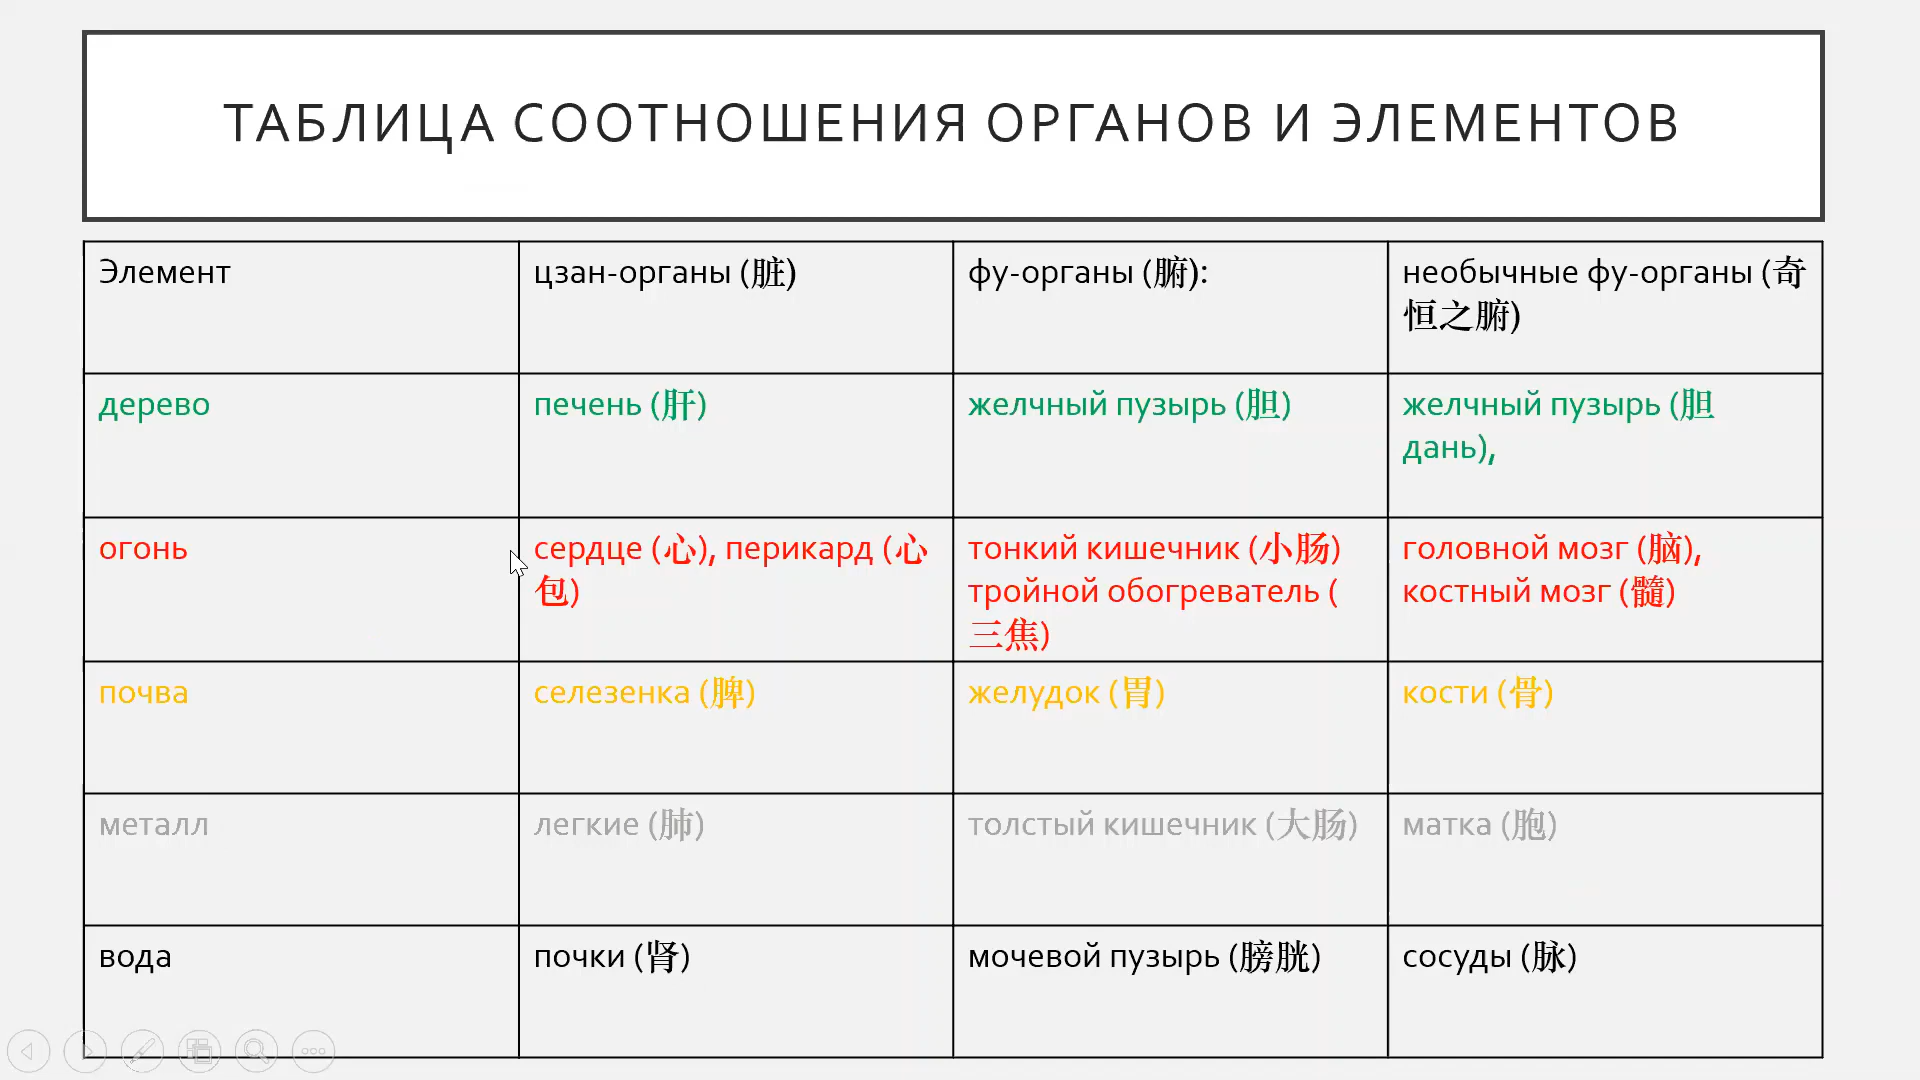 ТАБЛИЦА СООТНОШЕНИЯ ОРГАНОВ И ЭЛЕМЕНТОВ
Элемент
цзан-органы (脏)
фу-органы (腑):
необычные фу-органы (奇
恒之腑)
дерево
печень (肝)
желчный пузырь (胆)
желчный пузырь (胆
дань),
огонь
сердце (心), перикард (心
包)
тонкий кишечник (小肠)
тройной обогреватель (
三焦)
головной мозг (脑),
костный мозг (髓)
почва
селезенка (脾)
желудок (胃)
кости (骨)
металл
легкие (肺)
толстый кишечник (大肠)
матка (胞)
вода
почки (肾)
мочевой пузырь (膀胱)
сосуды (脉)